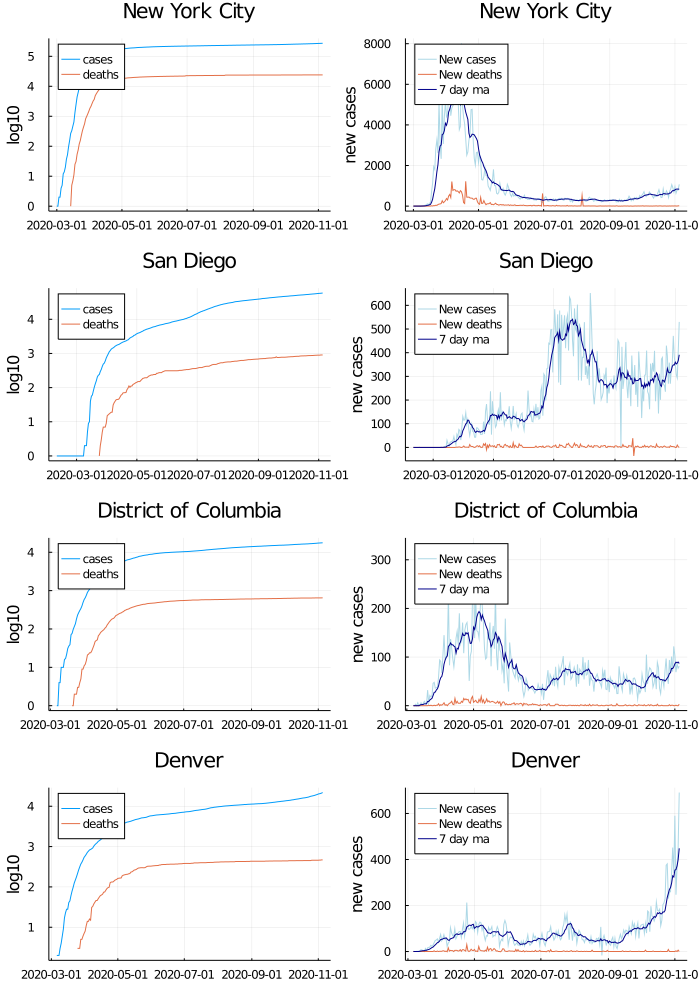 New York City
5
4
3
2
1
0
log10
cases
deaths
2020-03-01 2020-05-01 2020-07-01 2020-09-01 2020-11-01
New York City
8000
6000
4000
2000
0
new cases
New cases
New deaths
7 day ma
2020-03-01 2020-05-01 2020-07-01 2020-09-01 2020-11-0
San Diego
4
3
2
1
0
log10
cases
deaths
2020-03-01 2020-05-01 2020-07-01 2020-09-01 2020-11-01
San Diego
600
500
400
300
200
100
0
new cases
New cases
New deaths
7 day ma
2020-03-01 2020-05-01 2020-07-01 2020-09-01 2020-11-0
District of Columbia
4
3
2
1
0
log10
cases
deaths
2020-03-01 2020-05-01 2020-07-01 2020-09-01 2020-11-01
District of Columbia
300
200
100
0
new cases
New cases
New deaths
7 day ma
2020-03-01 2020-05-01 2020-07-01 2020-09-01 2020-11-0
Denver
4
3
2
1
log10
cases
deaths
2020-03-01 2020-05-01 2020-07-01 2020-09-01 2020-11-01
Denver
600
400
200
0
new cases
New cases
New deaths
7 day ma
2020-03-01 2020-05-01 2020-07-01 2020-09-01 2020-11-0